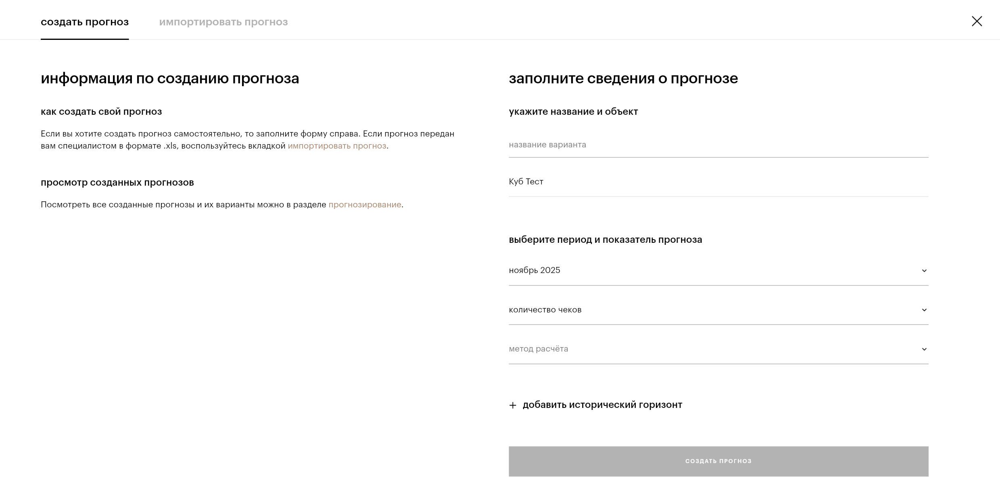 создать прогноз
импортировать прогноз
информация по созданию прогноза
как создать свой прогноз
Если вы хотите создать прогноз самостоятельно, то заполните форму справа. Если прогноз передан
вам специалистом в формате .xls, воспользуйтесь вкладкой импортировать прогноз.
просмотр созданных прогнозов
Посмотреть все созданные прогнозы и их варианты можно в разделе прогнозирование.
заполните сведения о прогнозе
укажите название и объект
название варианта
Куб Тест
выберите период и показатель прогноза
ноябрь 2025
количество чеков
метод расчёта
+ добавить исторический горизонт
СОЗДАТЬ ПРОГНОЗ